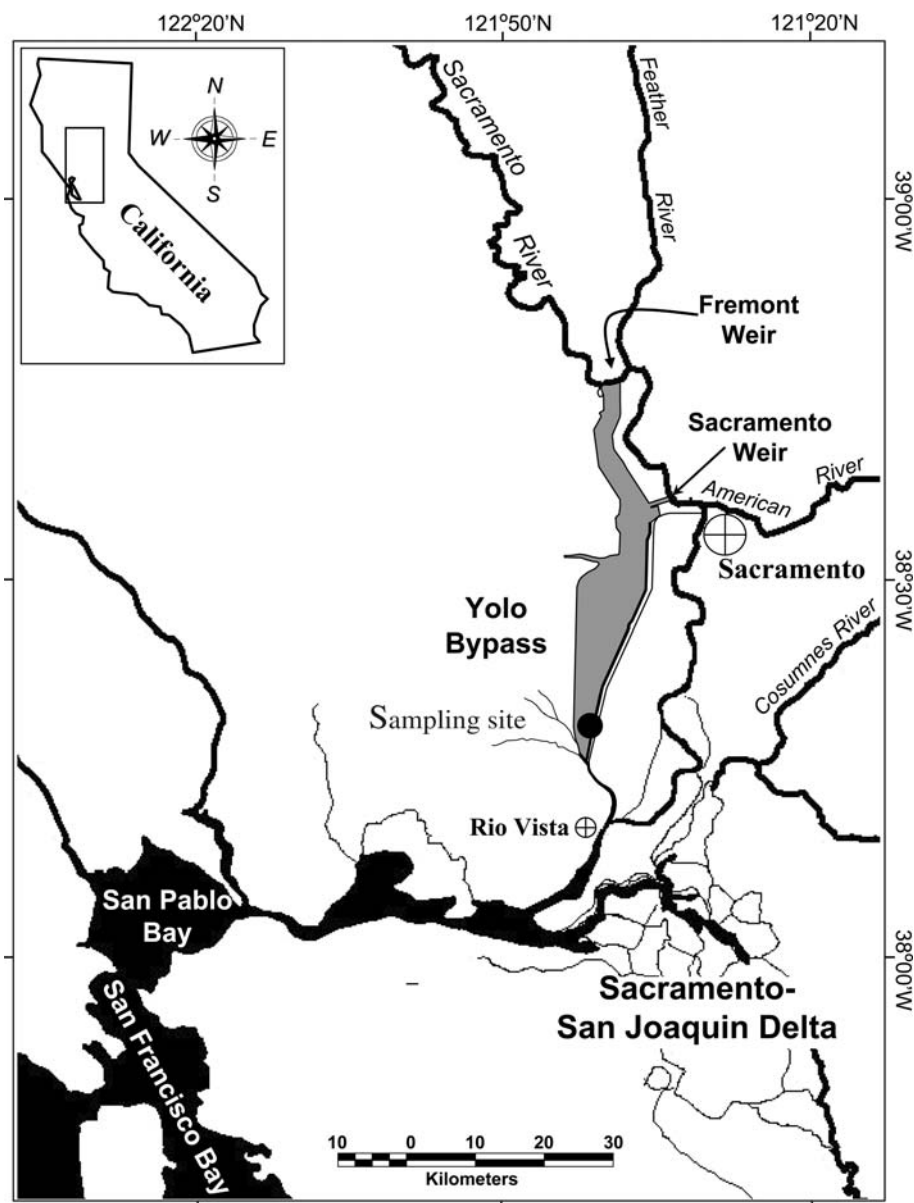 122°20'N
121°50'N
121°20'N
N
W
E
S
California
Sacramento
River
Feather
River
39°00'W
Fremont
Weir
Sacramento
Weir
American
River
Sacramento
38°30'W
Yolo
Bypass
Cosumnes River
Sampling site
Rio Vista
San Pablo
Bay
38°00'W
Sacramento-
San Joaquin Delta
San Francisco Bay
10 0 10 20 30
Kilometers